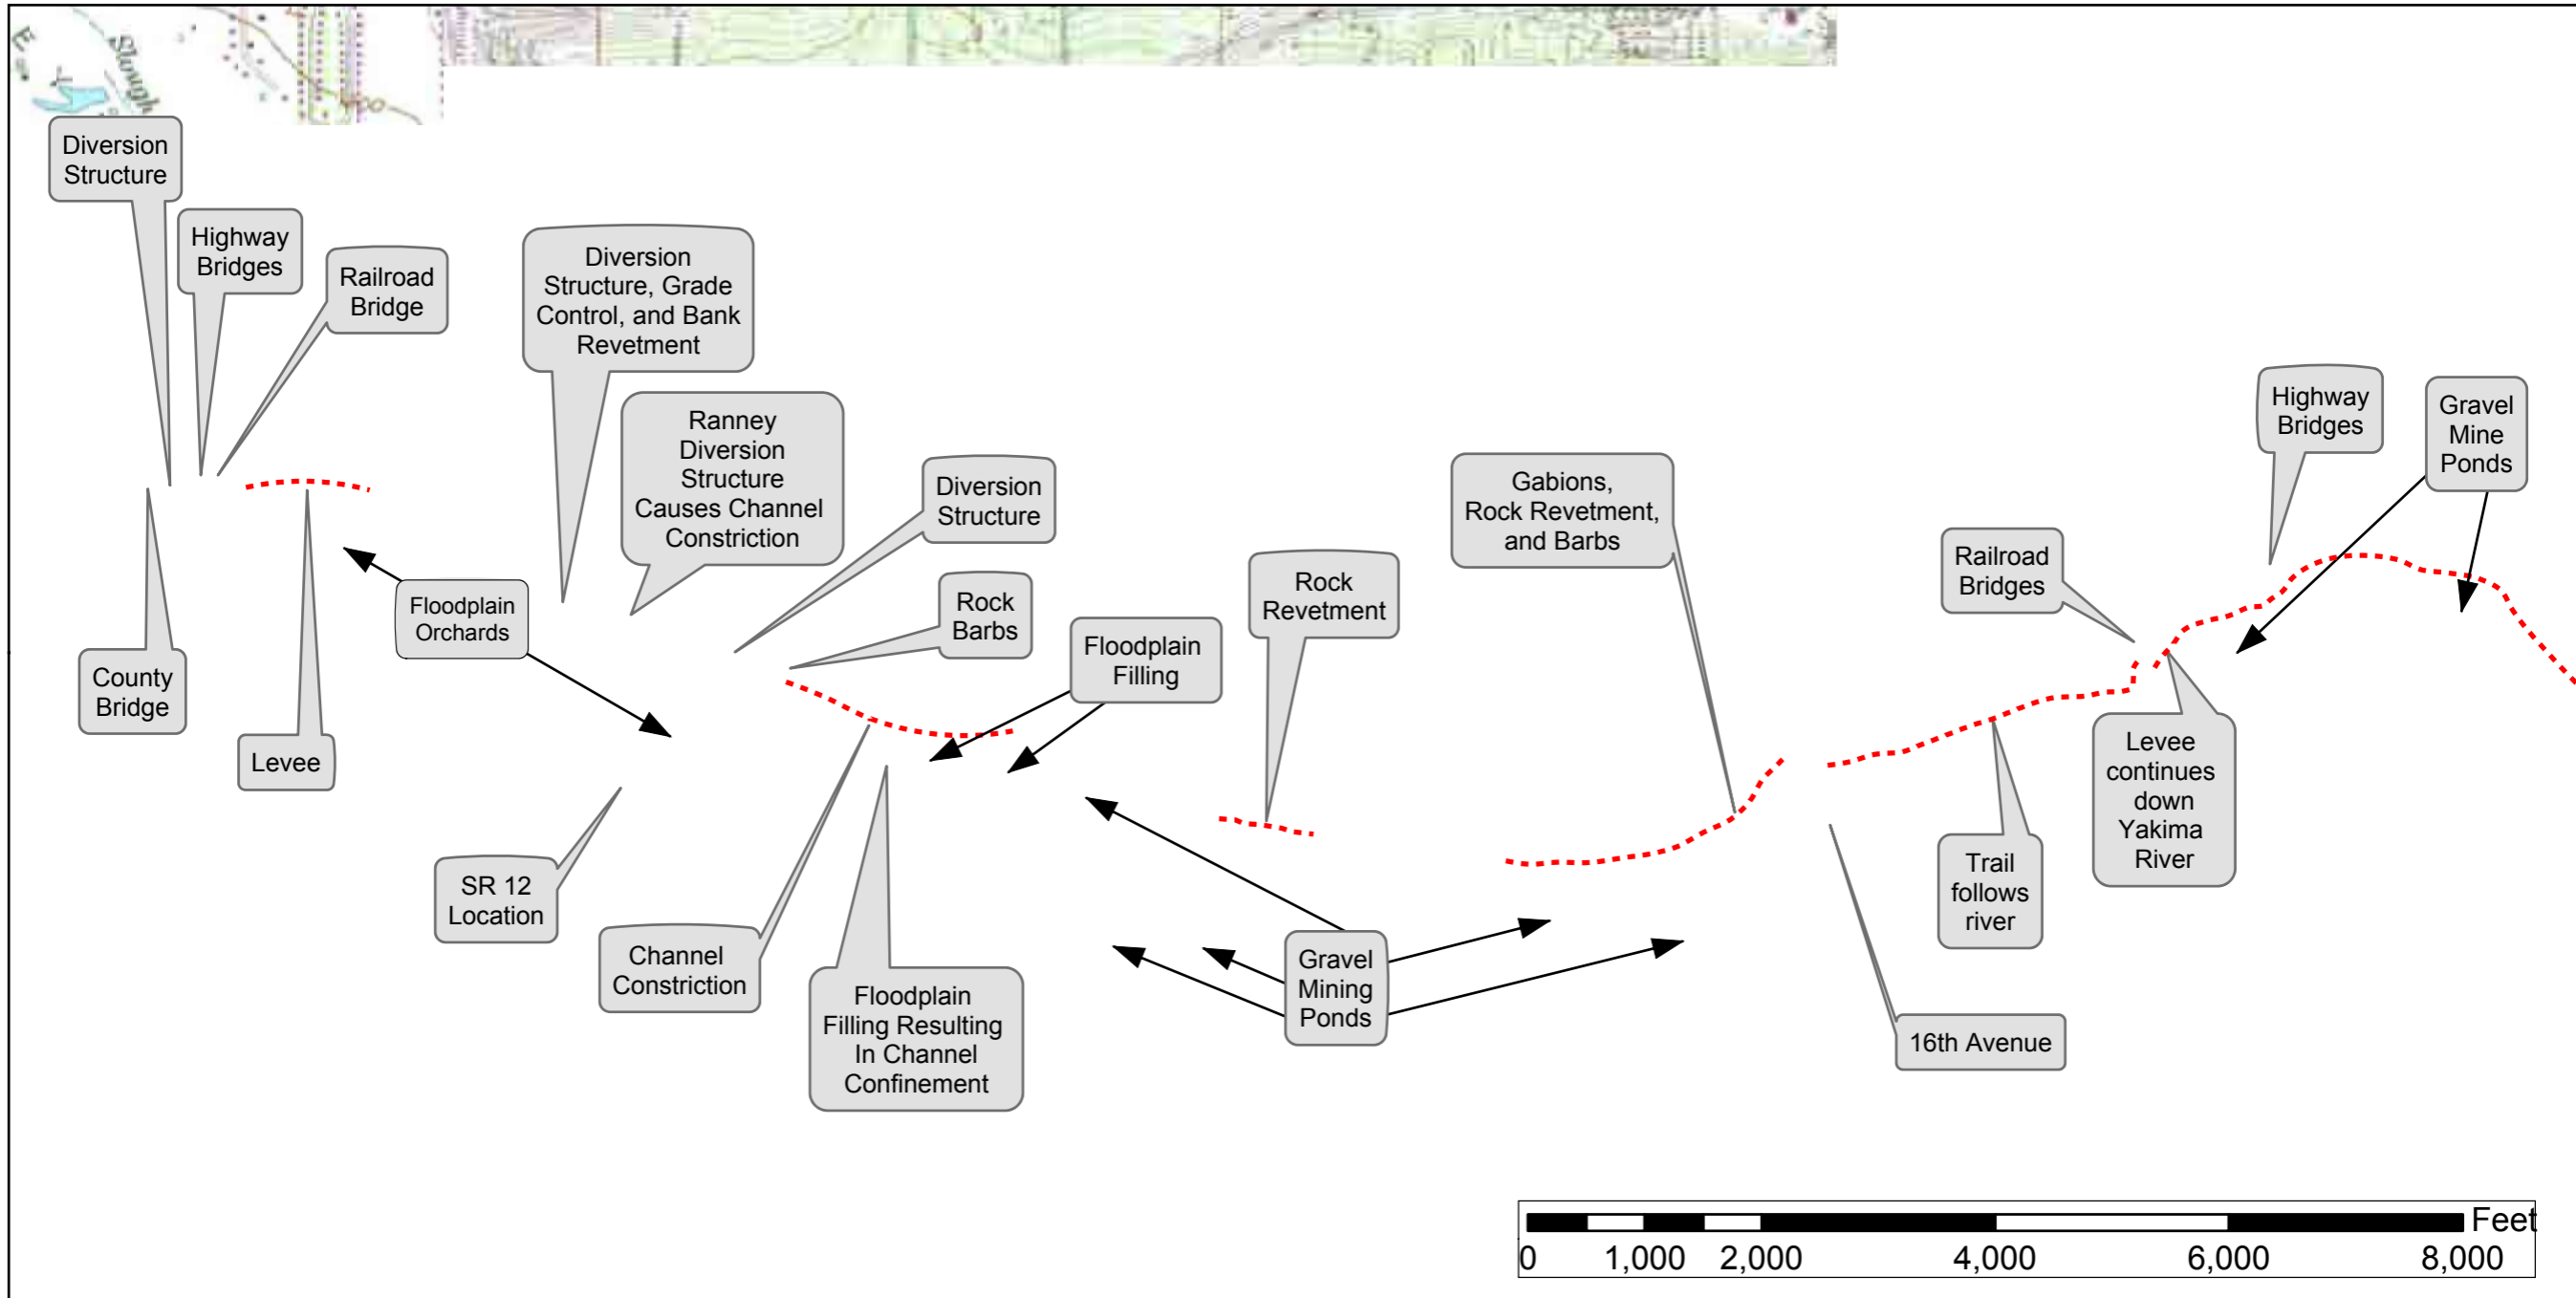 Slough
Diversion
Structure
Highway
Bridges
Railroad
Bridge
Diversion
Structure, Grade
Control, and Bank
Revetment
Ranney
Diversion
Structure
Causes Channel
Constriction
Diversion
Structure
Rock
Barbs
Floodplain
Orchards
County
Bridge
Levee
SR 12
Location
Channel
Constriction
Floodplain
Filling Resulting
In Channel
Confinement
Floodplain
Filling
Rock
Revetment
Gravel
Mining
Ponds
Gabions,
Rock Revetment,
and Barbs
Highway
Bridges
Gravel
Mine
Ponds
Railroad
Bridges
Levee
continues
down
Yakima
River
Trail
follows
river
16th Avenue
Feet
0 1,000 2,000 4,000 6,000 8,000